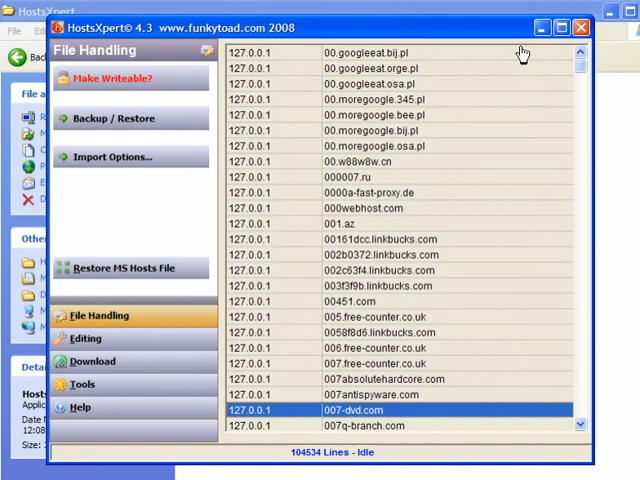 HostsXpert
HostsXpert© 4.3 www.funkytoad.com 2008
File
Back
File a
Other
Detai
Hosts
Applic
Date M
12:08
Size:
File Handling
Make Writeable?
Backup / Restore
Import Options...
Restore MS Hosts File
File Handling
Editing
Download
Tools
Help
127.0.0.1 00.googleeat.bij.pl
127.0.0.1 00.googleeat.orge.pl
127.0.0.1 00.googleeat.osa.pl
127.0.0.1 00.moregoogle.345.pl
127.0.0.1 00.moregoogle.bee.pl
127.0.0.1 00.moregoogle.bij.pl
127.0.0.1 00.moregoogle.osa.pl
127.0.0.1 00.w88w8w.cn
127.0.0.1 000007.ru
127.0.0.1 0000a-fast-proxy.de
127.0.0.1 000webhost.com
127.0.0.1 001.az
127.0.0.1 00161dcc.linkbucks.com
127.0.0.1 002b0372.linkbucks.com
127.0.0.1 002c63f4.linkbucks.com
127.0.0.1 003f3f9b.linkbucks.com
127.0.0.1 00451.com
127.0.0.1 005.free-counter.co.uk
127.0.0.1 0058f8d6.linkbucks.com
127.0.0.1 006.free-counter.co.uk
127.0.0.1 007.free-counter.co.uk
127.0.0.1 007absolutehardcore.com
127.0.0.1 007antispyware.com
127.0.0.1 007-dvd.com
127.0.0.1 007q-branch.com
104534 Lines - Idle